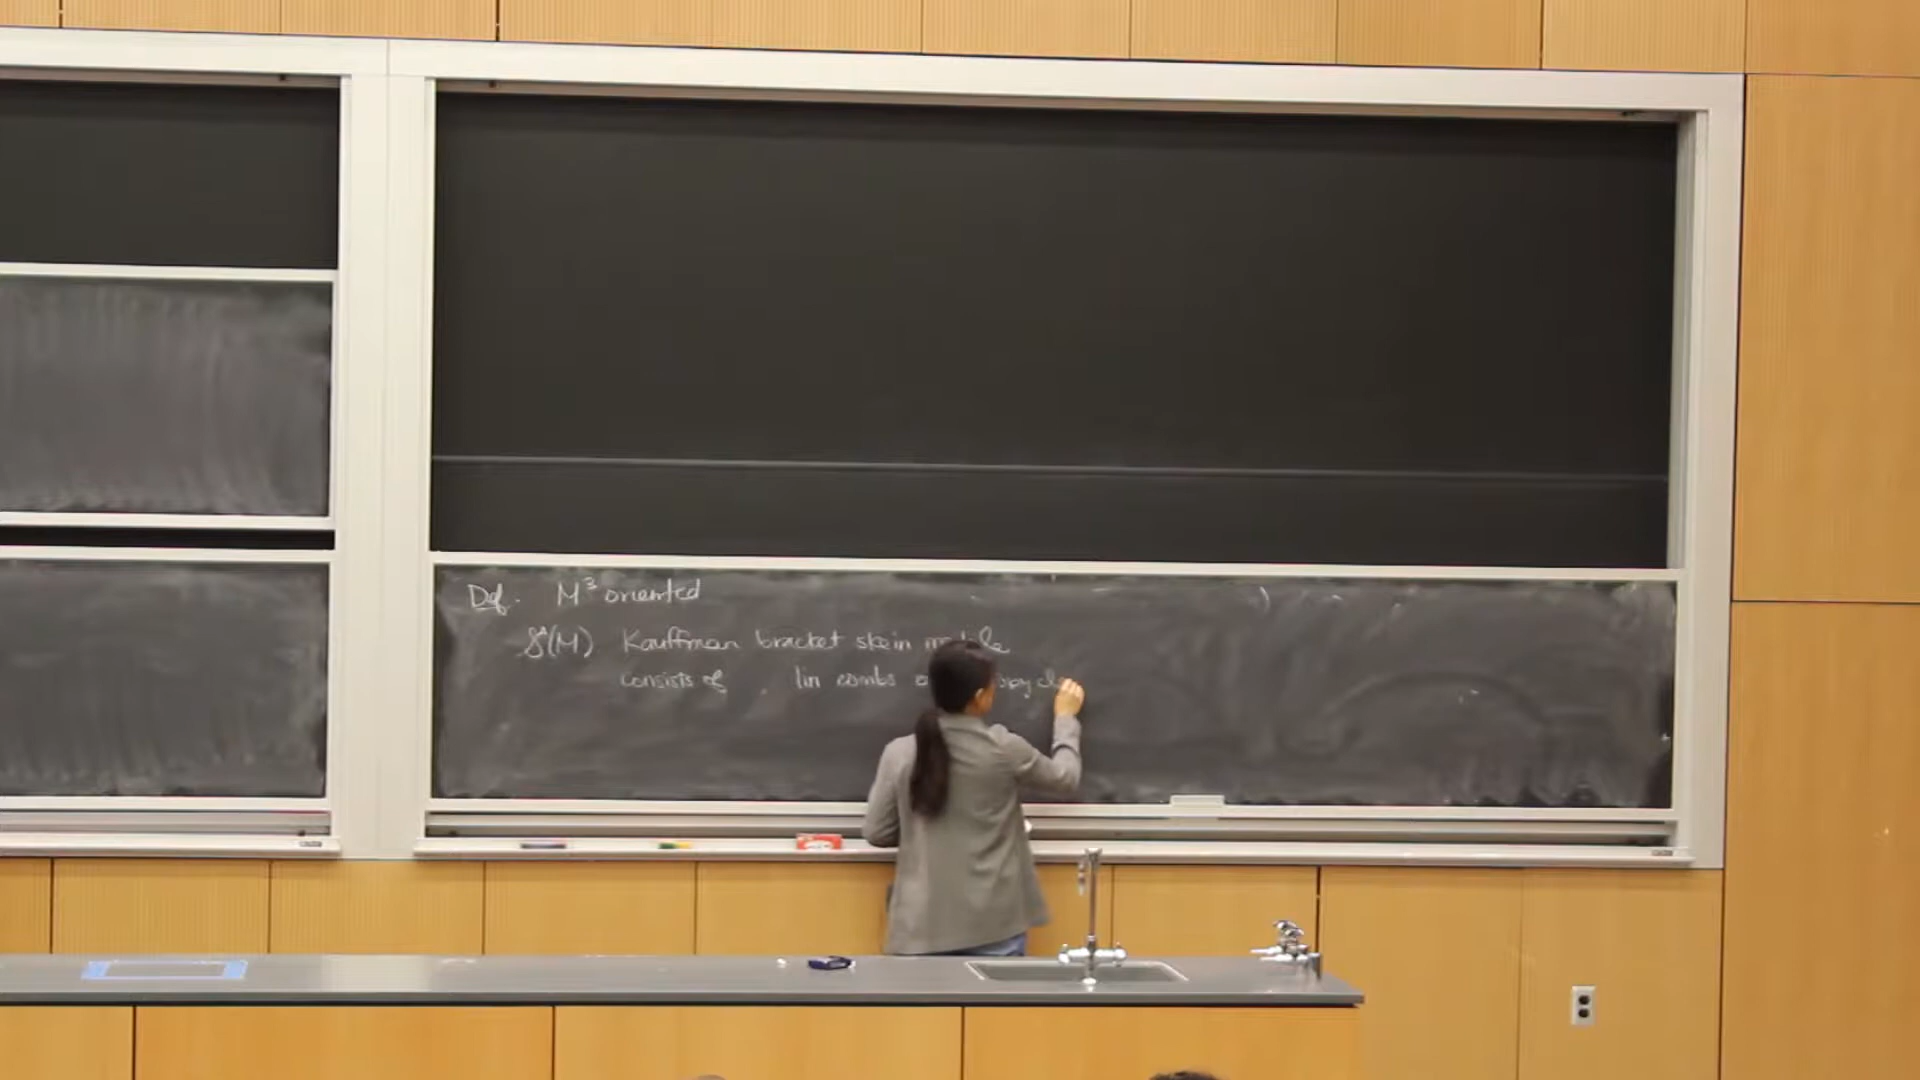 Def. M³ oriented
S(M) Kauffman bracket skein
consists of lin combs